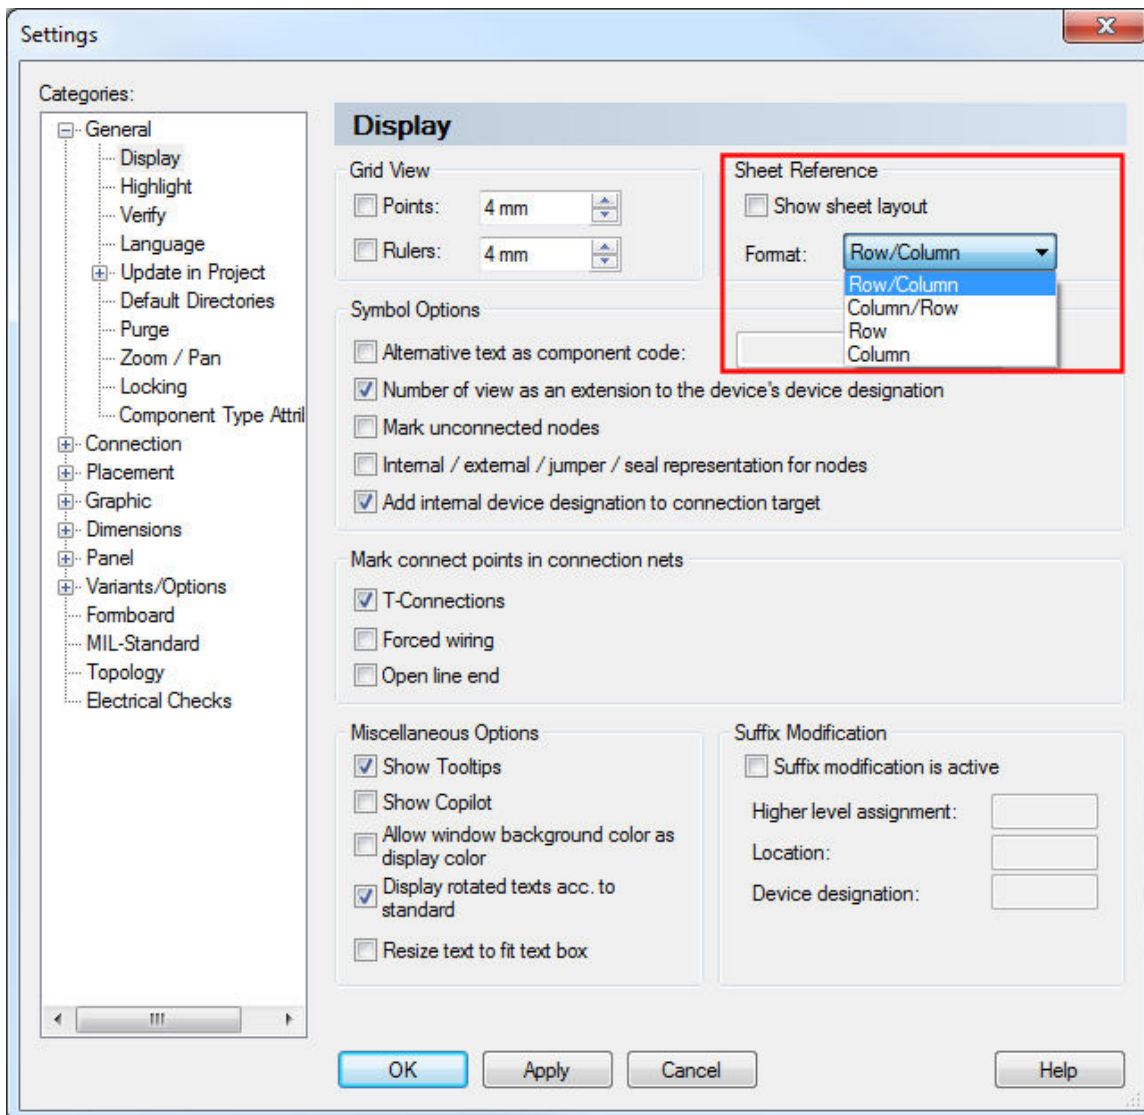 Settings
Categories:
General
Display
Highlight
Verify
Language
Update in Project
Default Directories
Purge
Zoom / Pan
Locking
Component Type Attril
Connection
Placement
Graphic
Dimensions
Panel
Variants/Options
Formboard
MIL-Standard
Topology
Electrical Checks
Display
Grid View
Points: 4 mm
Rulers: 4 mm
Sheet Reference
Show sheet layout
Format: Row/Column
Row/Column
Column/Row
Row
Column
Symbol Options
Alternative text as component code:
Number of view as an extension to the device's device designation
Mark unconnected nodes
Internal / external / jumper / seal representation for nodes
Add internal device designation to connection target
Mark connect points in connection nets
T-Connections
Forced wiring
Open line end
Miscellaneous Options
Show Tooltips
Show Copilot
Allow window background color as
display color
Display rotated texts acc. to
standard
Resize text to fit text box
Suffix Modification
Suffix modification is active
Higher level assignment:
Location:
Device designation:
OK Apply Cancel Help